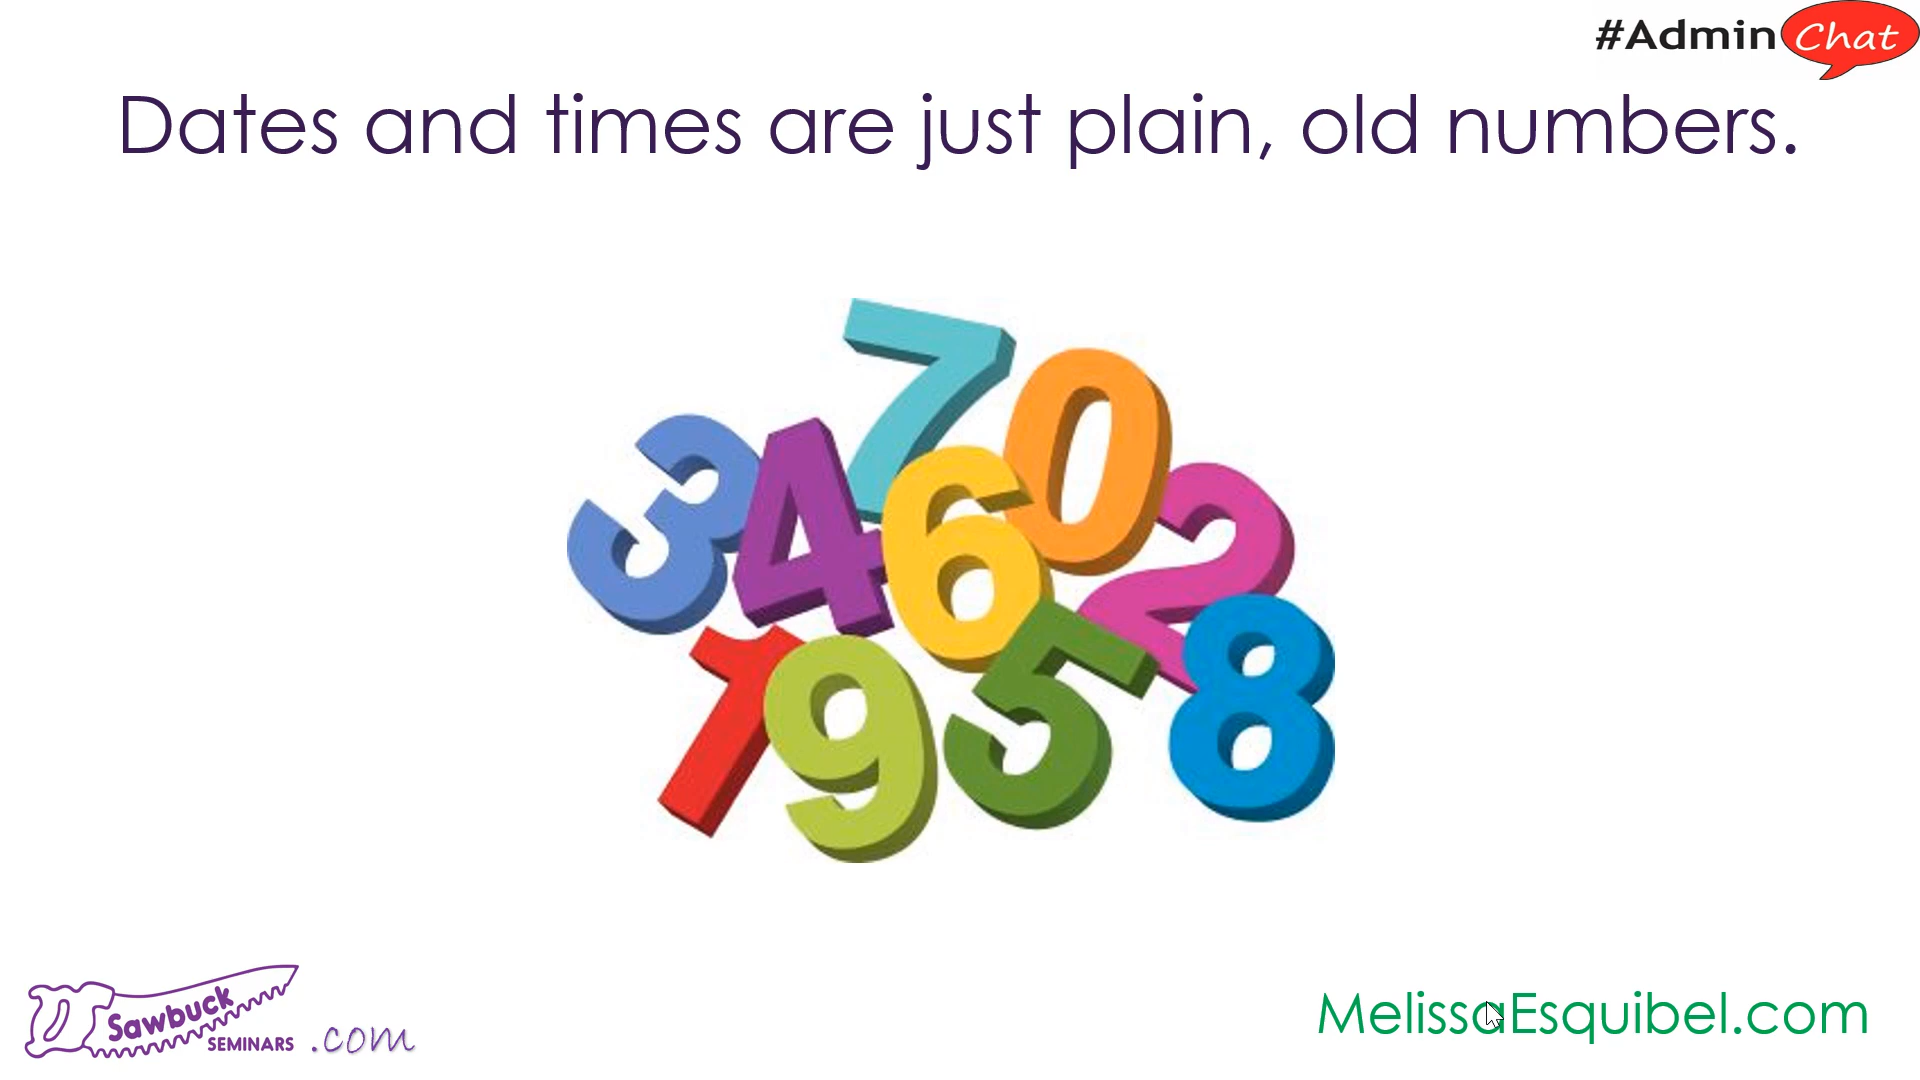 #Admin Chat
Dates and times are just plain, old numbers.
7
0
3
4
6
2
1
9
5
8
Sawbuck
SEMINARS .com
MelissaEsquibel.com